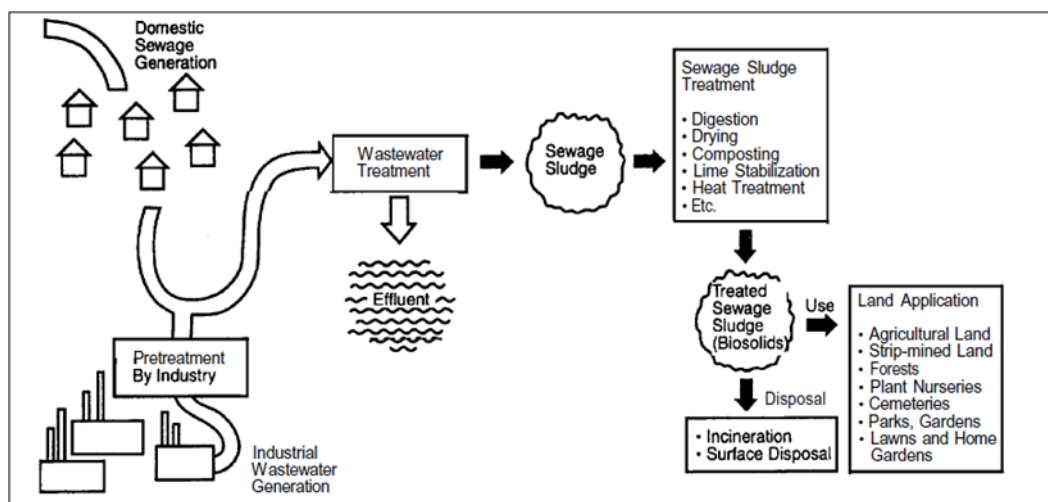 Domestic
Sewage
Generation
Wastewater
Treatment
Effluent
Pretreatment
By Industry
Industrial
Wastewater
Generation
Sewage
Sludge
Sewage Sludge
Treatment
• Digestion
• Drying
• Composting
• Lime Stabilization
• Heat Treatment
• Etc.
Treated
Sewage
Sludge
(Biosolids)
Use
Land Application
• Agricultural Land
• Strip-mined Land
• Forests
• Plant Nurseries
• Cemeteries
• Parks, Gardens
• Lawns and Home
Gardens
Disposal
• Incineration
• Surface Disposal